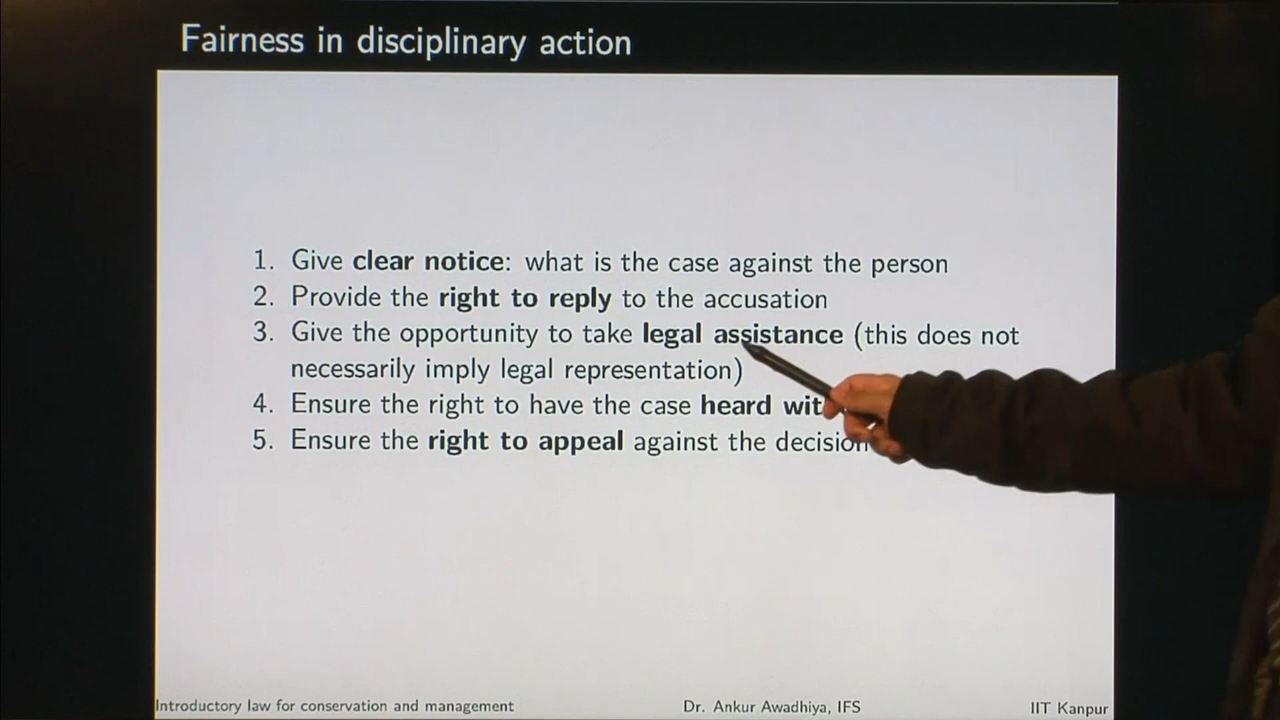 Fairness in disciplinary action
1. Give clear notice: what is the case against the person
2. Provide the right to reply to the accusation
3. Give the opportunity to take legal assistance (this does not
necessarily imply legal representation)
4. Ensure the right to have the case heard
5. Ensure the right to appeal against the decision
Introductory law for conservation and management Dr. Ankur Awadhiya, IFS IIT Kanpur